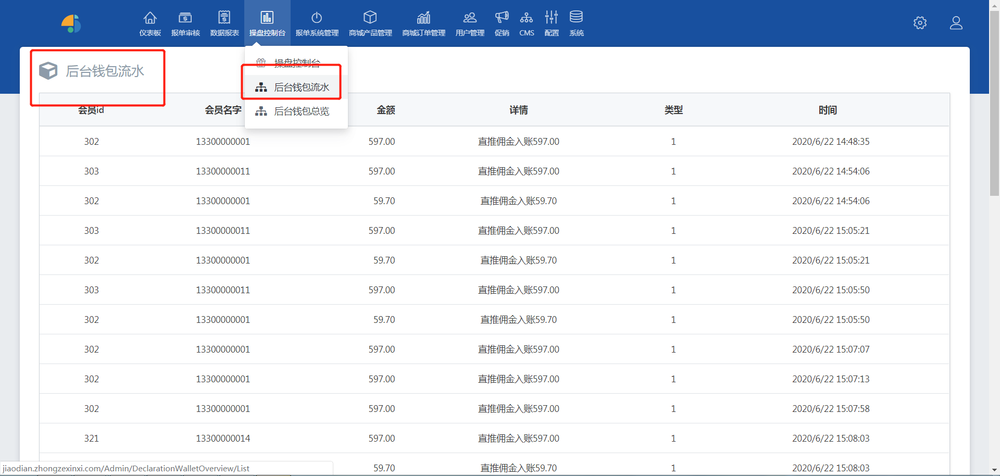 仪表板 报单审核 数据报表 操盘控制台 报单系统管理 商城产品管理 商城订单管理 用户管理 促销 CMS 配置 系统
操盘控制台
后台钱包流水
后台钱包总览
后台钱包流水
会员id 会员名字 金额 详情 类型 时间
302 13300000001 597.00 直推佣金入账597.00 1 2020/6/22 14:48:35
303 13300000011 597.00 直推佣金入账597.00 1 2020/6/22 14:54:06
302 13300000001 59.70 直推佣金入账59.70 1 2020/6/22 14:54:06
303 13300000011 597.00 直推佣金入账597.00 1 2020/6/22 15:05:21
302 13300000001 59.70 直推佣金入账59.70 1 2020/6/22 15:05:21
303 13300000011 597.00 直推佣金入账597.00 1 2020/6/22 15:05:50
302 13300000001 59.70 直推佣金入账59.70 1 2020/6/22 15:05:50
302 13300000001 597.00 直推佣金入账597.00 1 2020/6/22 15:07:07
302 13300000001 597.00 直推佣金入账597.00 1 2020/6/22 15:07:13
302 13300000001 597.00 直推佣金入账597.00 1 2020/6/22 15:07:58
321 13300000014 597.00 直推佣金入账597.00 1 2020/6/22 15:08:03
59.70 直推佣金入账59.70 1 2020/6/22 15:08:03
jiaodian.zhongzexinxi.com/Admin/DeclarationWalletOverview/List